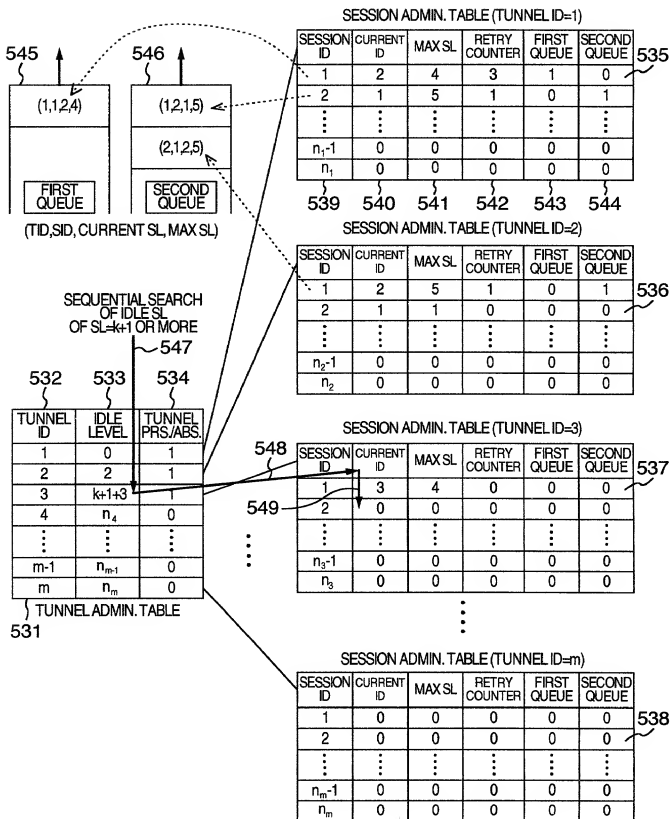 545
546
(1,1,2,4)
(1,2,1,5)
(2,1,2,5)
FIRST
QUEUE
SECOND
QUEUE
(TID,SID, CURRENT SL, MAX SL)
SESSION ADMIN. TABLE (TUNNEL ID=1)
SESSION ID CURRENT ID MAX SL RETRY COUNTER FIRST QUEUE SECOND QUEUE
1 2 4 3 1 0
535
2 1 5 1 0 1
n1-1 0 0 0 0 0
n1 0 0 0 0 0
539 540 541 542 543 544
SESSION ADMIN. TABLE (TUNNEL ID=2)
SESSION ID CURRENT ID MAX SL RETRY COUNTER FIRST QUEUE SECOND QUEUE
1 2 5 1 0 1
2 1 1 0 0 0
536
n2-1 0 0 0 0 0
n2 0 0 0 0 0
SEQUENTIAL SEARCH
OF IDLE SL
OF SL=k+1 OR MORE
547
532 533 534
TUNNEL ID IDLE LEVEL TUNNEL PRS./ABS.
1 0 1
2 2 1
3 k+1+3 1
4 n4 0
m-1 nm-1 0
m nm 0
531
TUNNEL ADMIN. TABLE
548
549
SESSION ADMIN. TABLE (TUNNEL ID=3)
SESSION ID CURRENT ID MAX SL RETRY COUNTER FIRST QUEUE SECOND QUEUE
1 3 4 0 0 0
537
2 0 0 0 0 0
n3-1 0 0 0 0 0
n3 0 0 0 0 0
SESSION ADMIN. TABLE (TUNNEL ID=m)
SESSION ID CURRENT ID MAX SL RETRY COUNTER FIRST QUEUE SECOND QUEUE
1 0 0 0 0 0
2 0 0 0 0 0
538
nm-1 0 0 0 0 0
nm 0 0 0 0 0